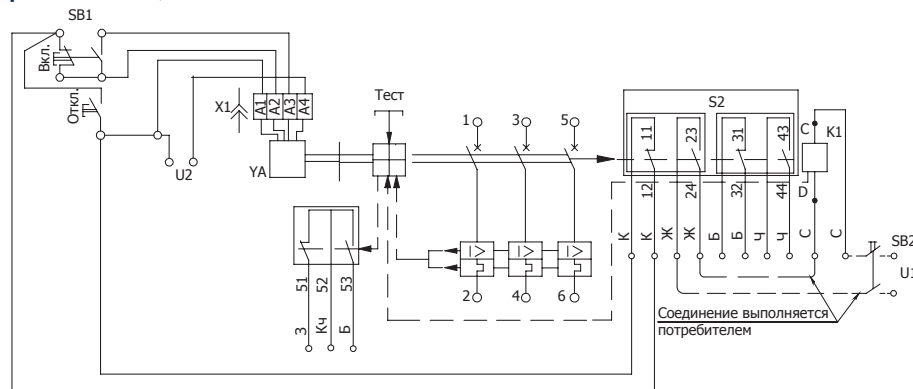 SB1
Вкл.
Откл.
X1
A1
A2
A3
A4
YA
U2
Тест
1
3
5
S2
11
23
31
43
C
K1
12
24
32
44
D
К
К
Ж
Ж
Б
Б
Ч
Ч
С
С
SB2
U1
I>
I>
I>
2
4
6
51
52
53
З
Кч
Б
Соединение выполняется
потребителем